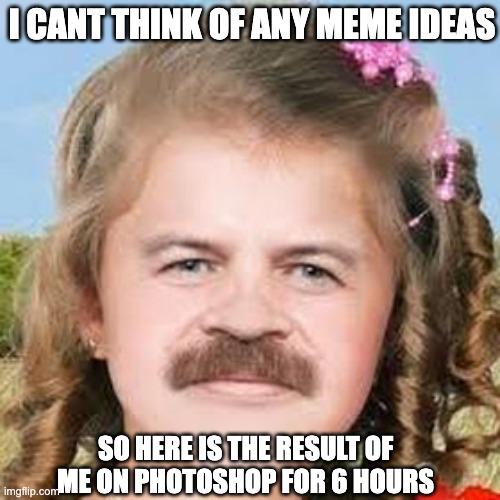 I CANT THINK OF ANY MEME IDEAS
SO HERE IS THE RESULT OF
ME ON PHOTOSHOP FOR 6 HOURS
imgflip.com